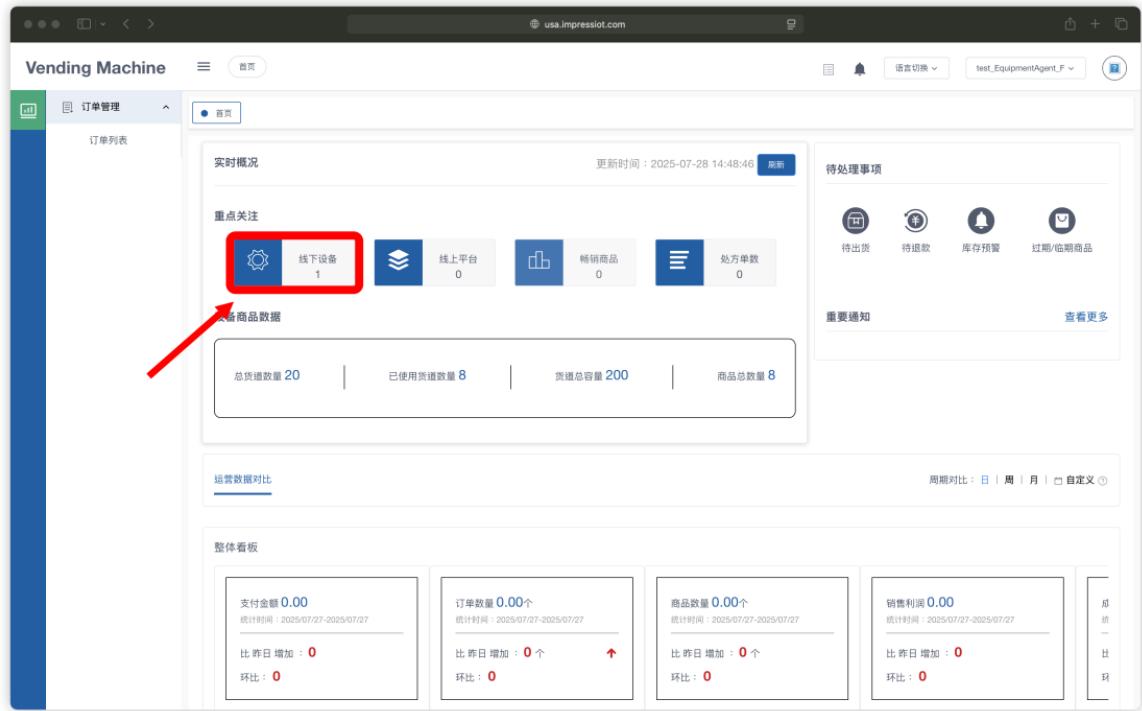 usa.impressiot.com
Vending Machine
首页
语言切换
test_EquipmentAgent_F
订单管理
首页
订单列表
实时概况
更新时间：2025-07-28 14:48:46
刷新
待处理事项
重点关注
线下设备
1
线上平台
0
畅销商品
0
处方单数
0
待出货
待退款
库存预警
过期/临期商品
备商品数据
重要通知
查看更多
总货道数量 20
已使用货道数量 8
货道总容量 200
商品总数量 8
运营数据对比
周期对比： 日 | 周 | 月 | 自定义
整体看板
支付金额 0.00
统计时间：2025/07/27-2025/07/27
比 昨日 增加 ：0
环比：0
订单数量 0.00个
统计时间：2025/07/27-2025/07/27
比 昨日 增加 ：0 个
环比：0
商品数量 0.00个
统计时间：2025/07/27-2025/07/27
比 昨日 增加 ：0 个
环比：0
销售利润 0.00
统计时间：2025/07/27-2025/07/27
比 昨日 增加 ：0
环比：0